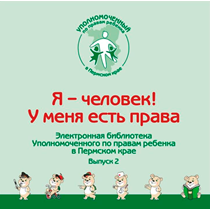 УПОЛНОМОЧЕННЫЙ
по правам ребенка
в Пермском крае
Я – человек!
У меня есть права
Электронная библиотека
Уполномоченного по правам ребенка
в Пермском крае
Выпуск 2